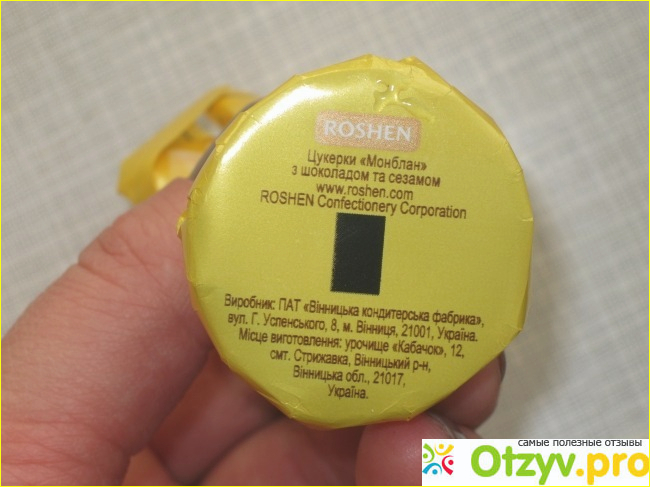 ROSHEN
Цукерки «Монблан»
з шоколадом та сезамом
www.roshen.com
ROSHEN Confectionery Corporation
Виробник: ПАТ «Вінницька кондитерська фабрика»,
вул. Г. Успенського, 8, м. Вінниця, 21001, Україна.
Місце виготовлення: урочище «Кабачок», 12,
смт. Стрижавка, Вінницький р-н,
Вінницька обл., 21017,
Україна.
самые полезные отзывы
Otzyv.pro